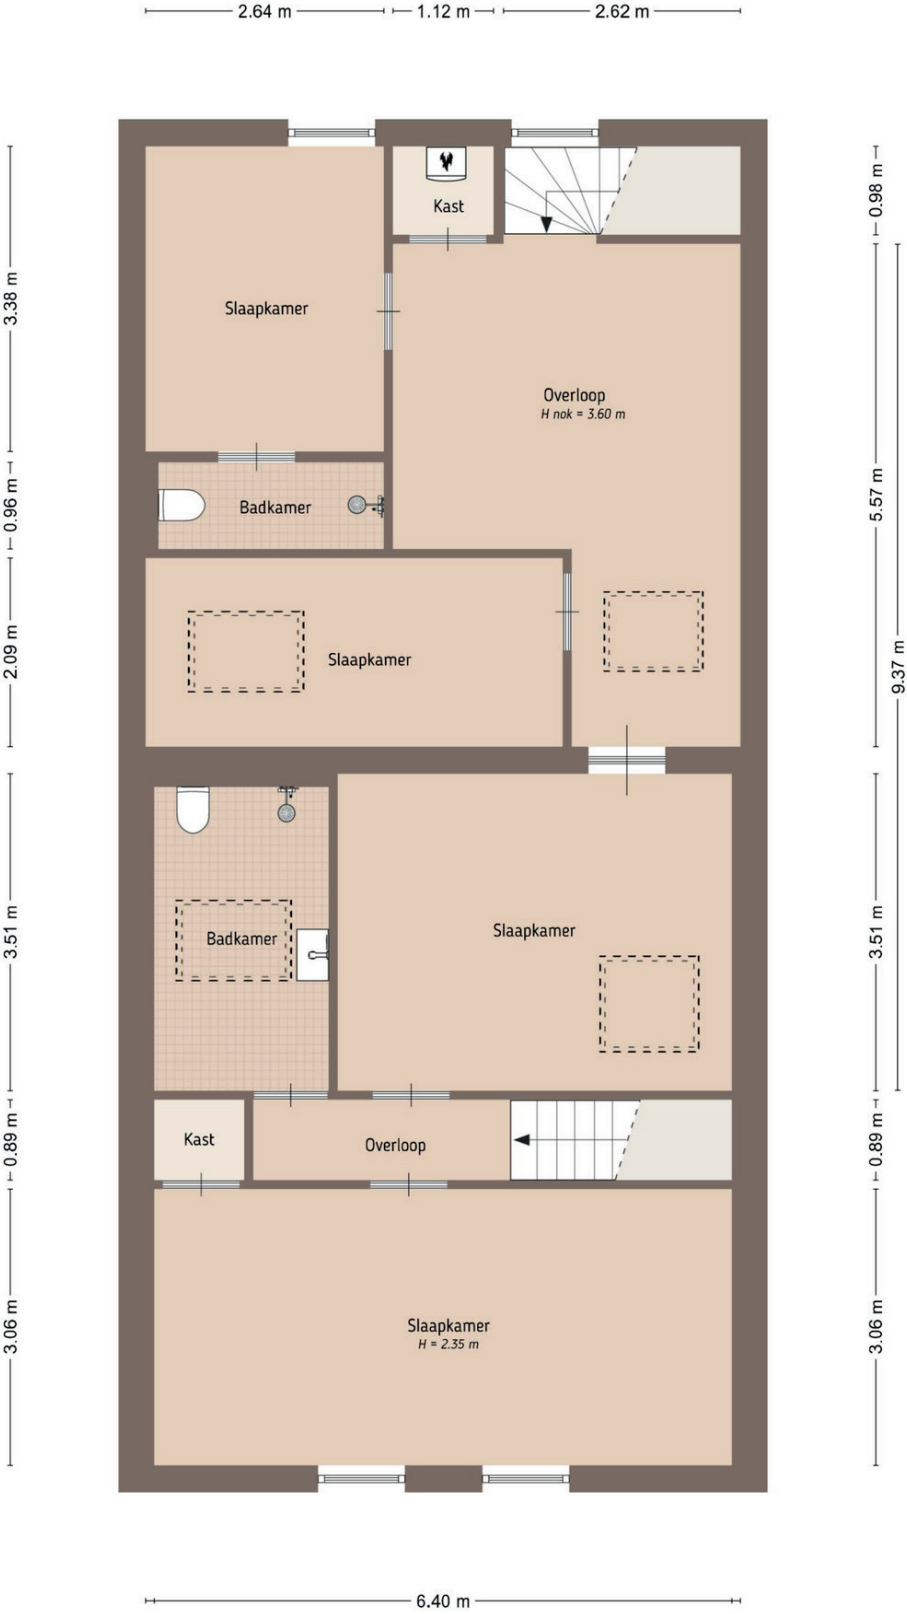 2.64 m
1.12 m
2.62 m
0.98 m
Kast
3.38 m
Slaapkamer
Overloop
H nok = 3.60 m
0.96 m
Badkamer
5.57 m
2.09 m
Slaapkamer
9.37 m
3.51 m
Badkamer
Slaapkamer
3.51 m
0.89 m
Kast
Overloop
0.89 m
3.06 m
Slaapkamer
H = 2.35 m
3.06 m
6.40 m